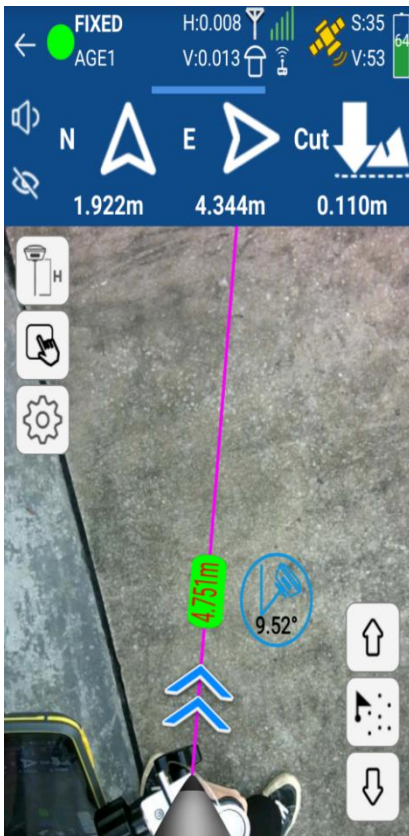 FIXED H:0.008 S:35
AGE1 V:0.013 V:53
64
N E Cut
1.922m 4.344m 0.110m
H
4.751m
9.52°